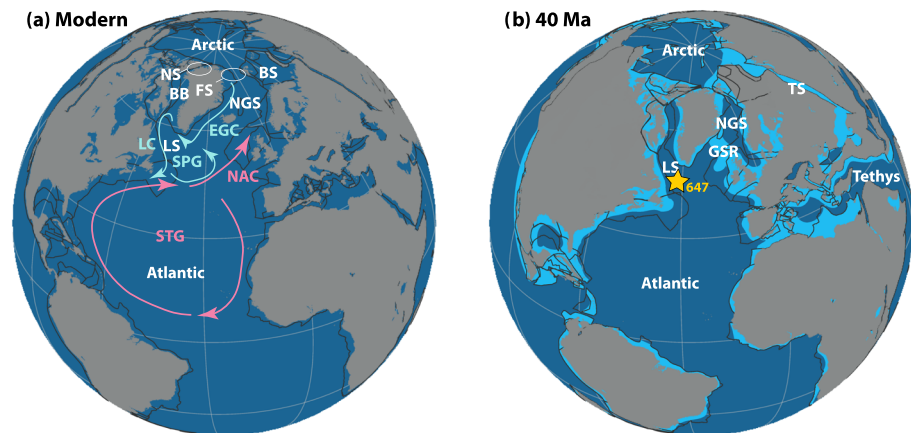 (a) Modern
Arctic
NS
BS
BB
FS
NGS
EGC
LC
LS
SPG
NAC
STG
Atlantic
(b) 40 Ma
Arctic
TS
NGS
GSR
LS
Tethys
647
Atlantic